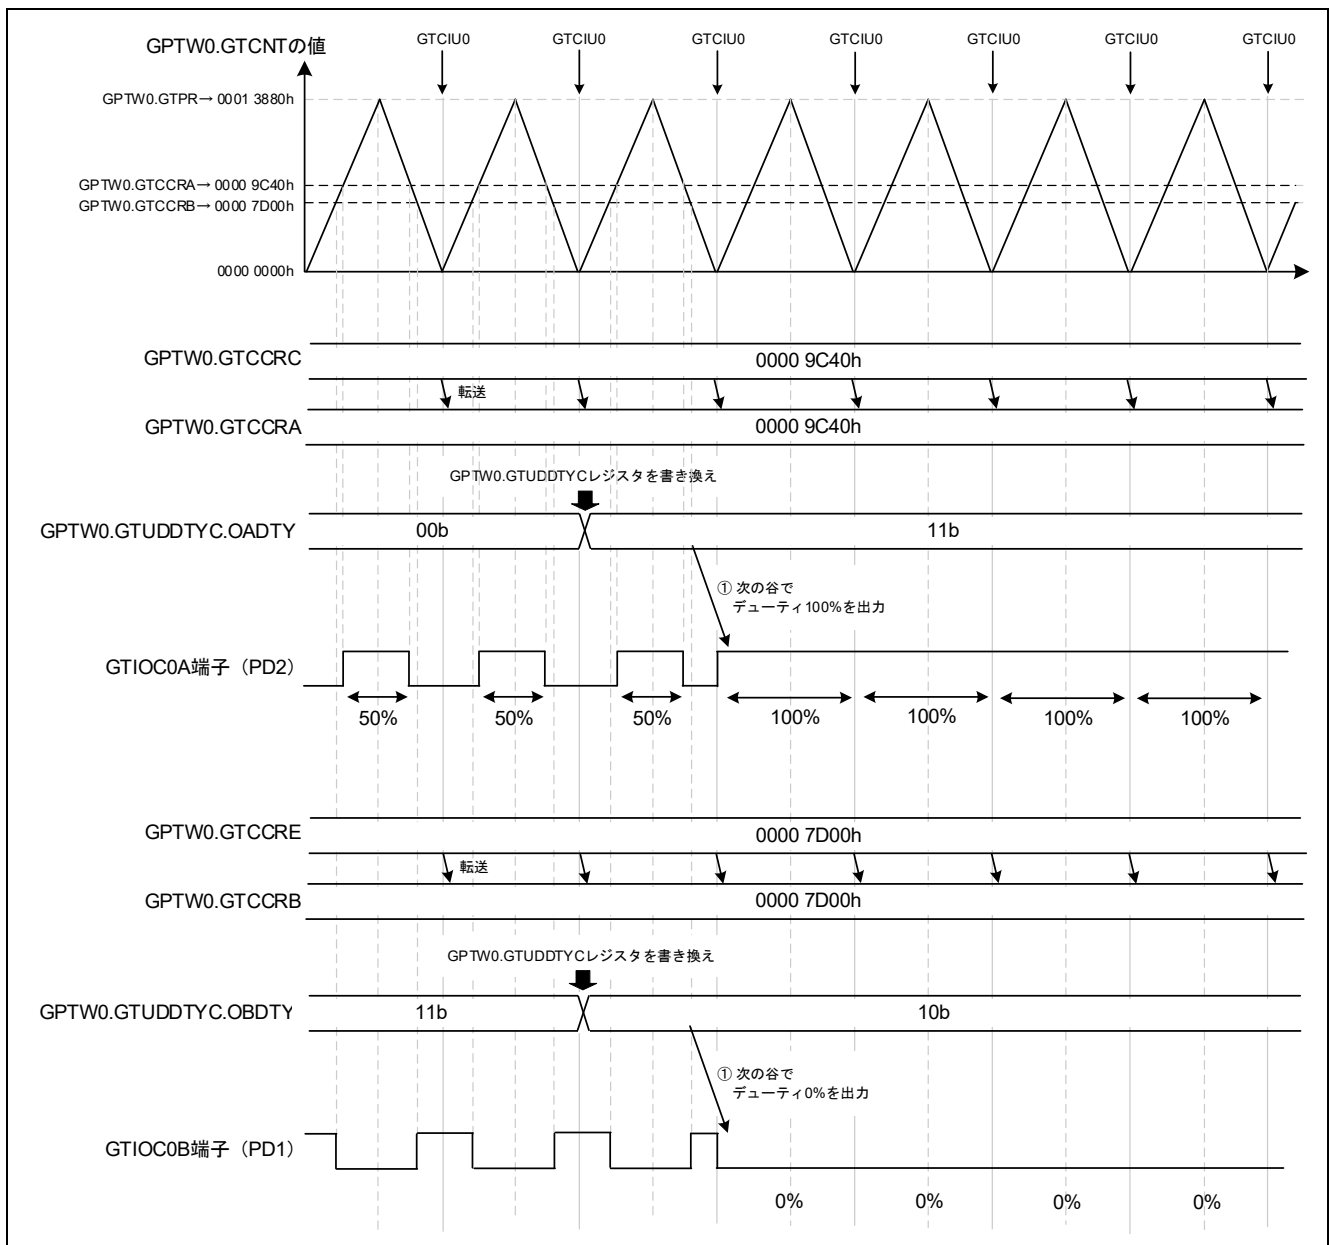 GPTW0.GTCNTの値
GTCIU0 GTCIU0 GTCIU0 GTCIU0 GTCIU0 GTCIU0 GTCIU0
GPTW0.GTPR→ 0001 3880h
GPTW0.GTCCRA→ 0000 9C40h
GPTW0.GTCCRB→ 0000 7D00h
0000 0000h
GPTW0.GTCCRC
0000 9C40h
転送
GPTW0.GTCCRA
0000 9C40h
GPTW0.GTUDDTYCレジスタを書き換え
GPTW0.GTUDDTYC.OADTY
00b
11b
① 次の谷で
デューティ100%を出力
GTIOC0A端子（PD2）
50% 50% 50% 100% 100% 100% 100%
GPTW0.GTCCRE
0000 7D00h
転送
GPTW0.GTCCRB
0000 7D00h
GPTW0.GTUDDTYCレジスタを書き換え
GPTW0.GTUDDTYC.OBDTY
11b
10b
① 次の谷で
デューティ0%を出力
GTIOC0B端子（PD1）
0% 0% 0% 0%